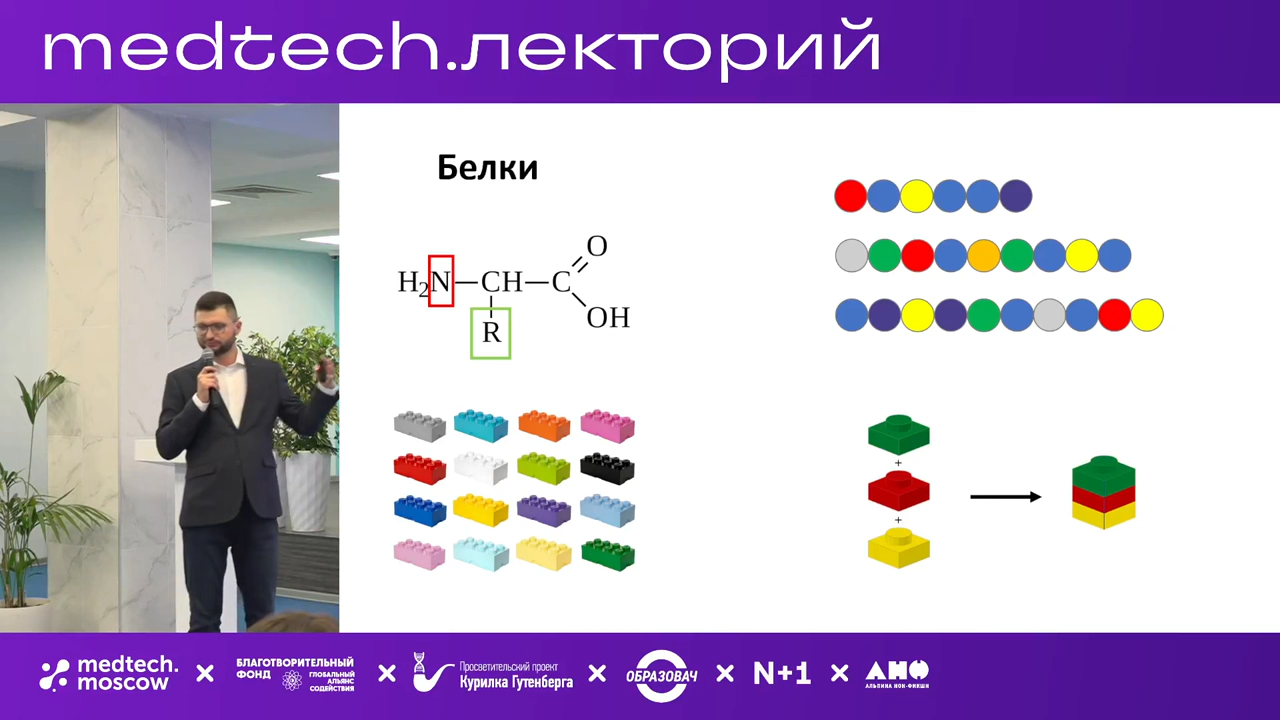 medtech.лекторий
Белки
H₂N—CH—C
O
OH
R
+
+
medtech.
moscow
×
БЛАГОТВОРИТЕЛЬНЫЙ
ФОНД
ГЛОБАЛЬНЫЙ
АЛЬЯНС
СОДЕЙСТВИЯ
×
Просветительский проект
Курилка Гутенберга
×
ОБРАЗОВАЧ
×
N+1
×
АНФ
АЛЬПИНА НОН-ФИКШН